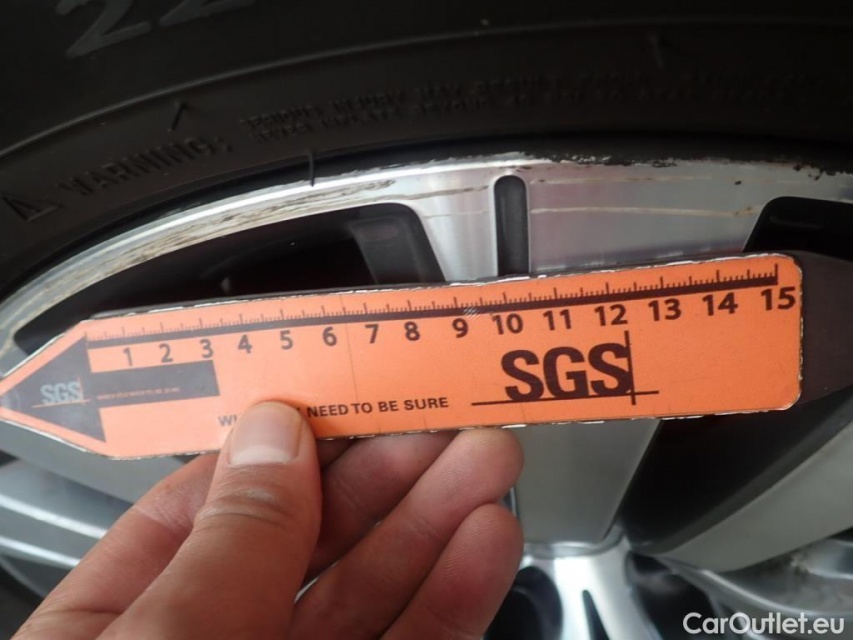 22
WARNING:
1 2 3 4 5 6 7 8 9 10 11 12 13 14 15
SGS
SGS
NEED TO BE SURE
CarOutlet.eu